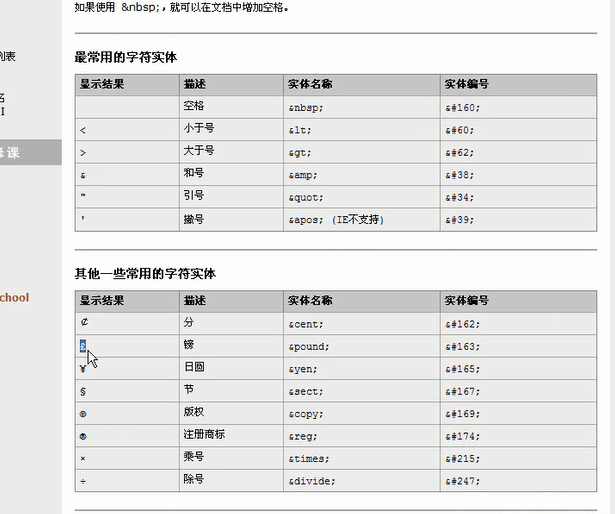 如果使用 &nbsp;，就可以在文档中增加空格。
列表
名
I
最常用的字符实体
显示结果 描述 实体名称 实体编号
空格 &nbsp; &#160;
< 小于号 &lt; &#60;
> 大于号 &gt; &#62;
修课
& 和号 &amp; &#38;
" 引号 &quot; &#34;
' 撇号 &apos; (IE不支持) &#39;
其他一些常用的字符实体
chool
显示结果 描述 实体名称 实体编号
¢ 分 &cent; &#162;
£ 镑 &pound; &#163;
¥ 日圆 &yen; &#165;
§ 节 &sect; &#167;
© 版权 &copy; &#169;
® 注册商标 &reg; &#174;
× 乘号 &times; &#215;
÷ 除号 &divide; &#247;